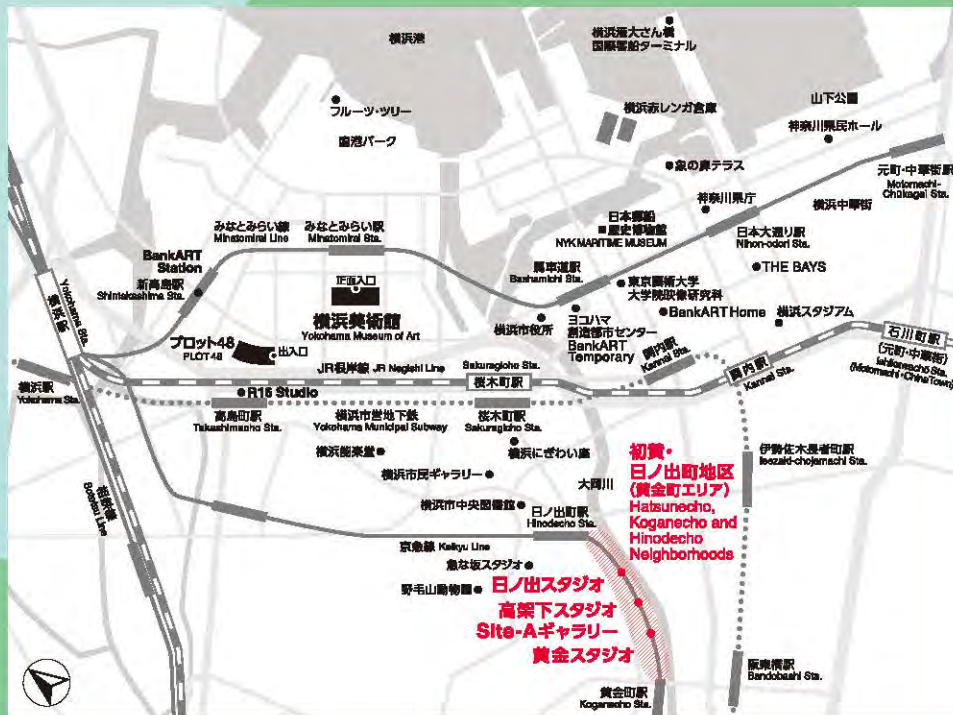 横浜港
横浜港大さん橋
国際客船ターミナル
フルーツ・ツリー
横浜赤レンガ倉庫
山下公園
神奈川県民ホール
臨港パーク
象の鼻テラス
元町・中華街駅
Motomachi-
Chūkagai Sta.
神奈川県庁
横浜中華街
みなとみらい線
Minatomirai Line
みなとみらい駅
Minatomirai Sta.
日本郵船
歴史博物館
NYK MARITIME MUSEUM
日本大通り駅
Nihon-odori Sta.
BankART
Station
新高島駅
Shintakashima Sta.
馬車道駅
Bashamichi Sta.
THE BAYS
東京藝術大学
大学院映像研究科
正面入口
横浜美術館
Yokohama Museum of Art
横浜市役所
ヨコハマ
創造都市センター
BankART
Temporary
BankART Home
横浜スタジアム
横浜駅
Yokohama Sta.
プロット48
PLOT 48
出入口
関内駅
Kannai Sta.
石川町駅
(元町・中華街)
Ishikawachō Sta.
(Motomachi・ChinaTown)
JR根岸線 JR Negishi Line
Sakuragicho Sta.
桜木町駅
関内駅
Kannai Sta.
横浜駅
Yokohama Sta.
R16 Studio
高島町駅
Takashimacho Sta.
横浜市営地下鉄
Yokohama Municipal Subway
桜木町駅
Sakuragicho Sta.
横浜能楽堂
横浜にぎわい座
伊勢佐木長者町駅
Isezaki-chojamachi Sta.
初黄・
日ノ出町地区
(黄金町エリア)
Hatsunecho,
Koganecho and
Hinodecho
Neighborhoods
横浜市民ギャラリー
大岡川
相鉄線
Sotetsu Line
横浜市中央図書館
日ノ出町駅
Hinodecho Sta.
京急線 Keikyu Line
急な坂スタジオ
野毛山動物園
日ノ出スタジオ
高架下スタジオ
Site-Aギャラリー
黄金スタジオ
阪東橋駅
Bandobashi Sta.
黄金町駅
Koganecho Sta.